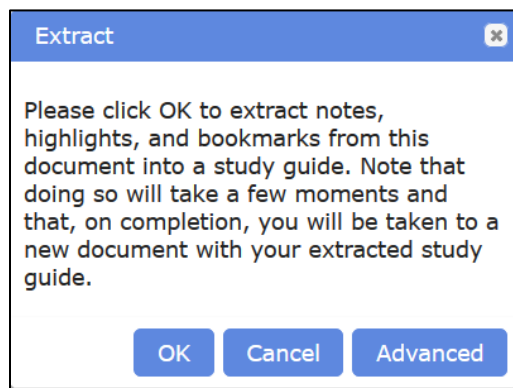 Extract
Please click OK to extract notes,
highlights, and bookmarks from this
document into a study guide. Note that
doing so will take a few moments and
that, on completion, you will be taken to a
new document with your extracted study
guide.
OK Cancel Advanced